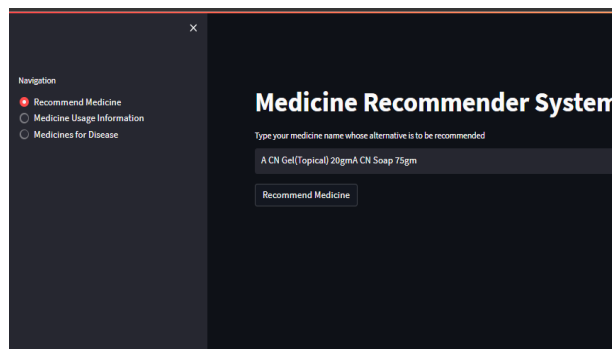 ×
Navigation
Recommend Medicine
Medicine Usage Information
Medicines for Disease
Medicine Recommender System
Type your medicine name whose alternative is to be recommended
A CN Gel(Topical) 20gmA CN Soap 75gm
Recommend Medicine